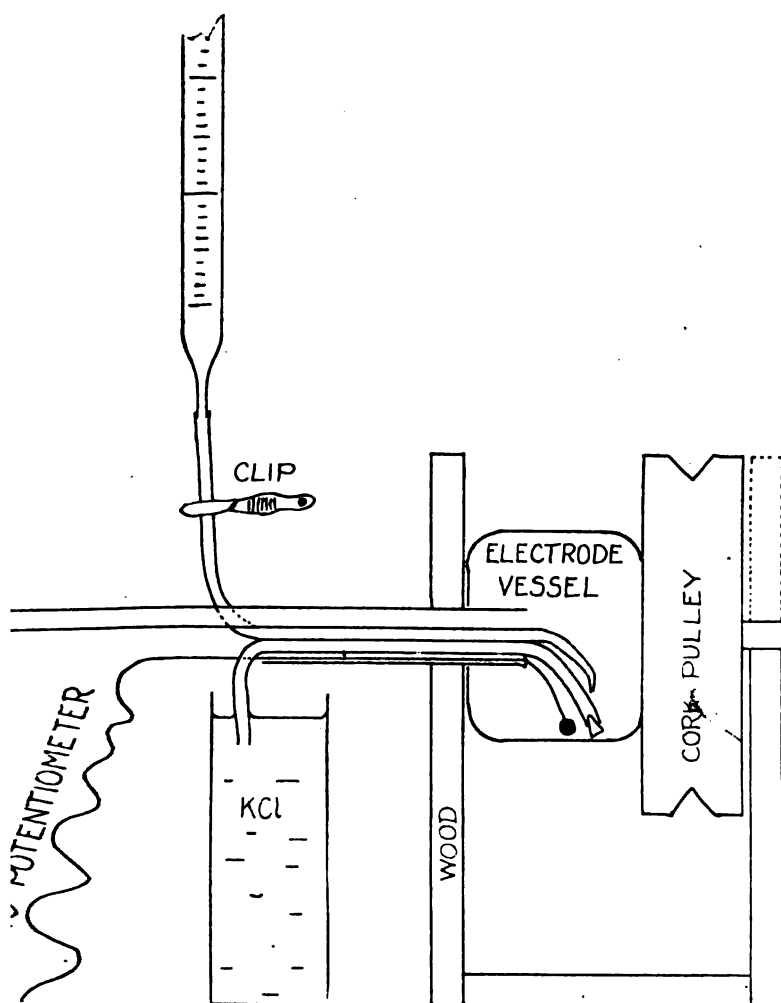 CLIP
ELECTRODE
VESSEL
CORK PULLEY
POTENTIOMETER
KCl
WOOD